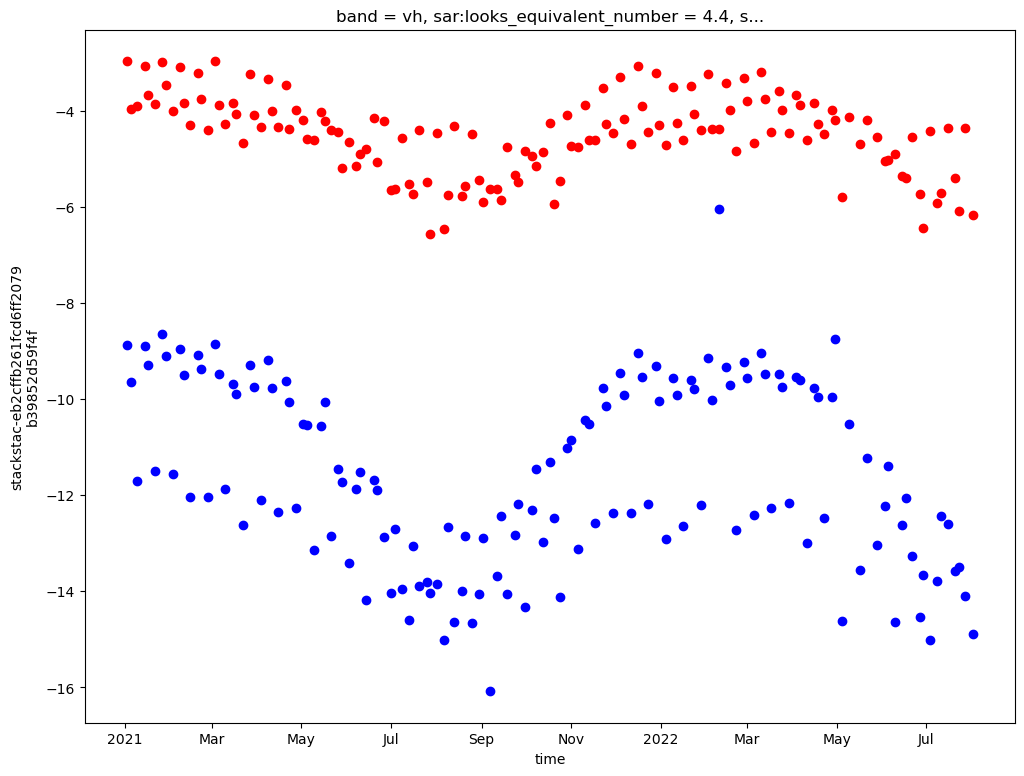 band = vh, sar:looks_equivalent_number = 4.4, s...
stackstac-eb2cffb261fcd6ff2079
b39852d59f4f
−4
−6
−8
−10
−12
−14
−16
2021
Mar
May
Jul
Sep
Nov
2022
Mar
May
Jul
time